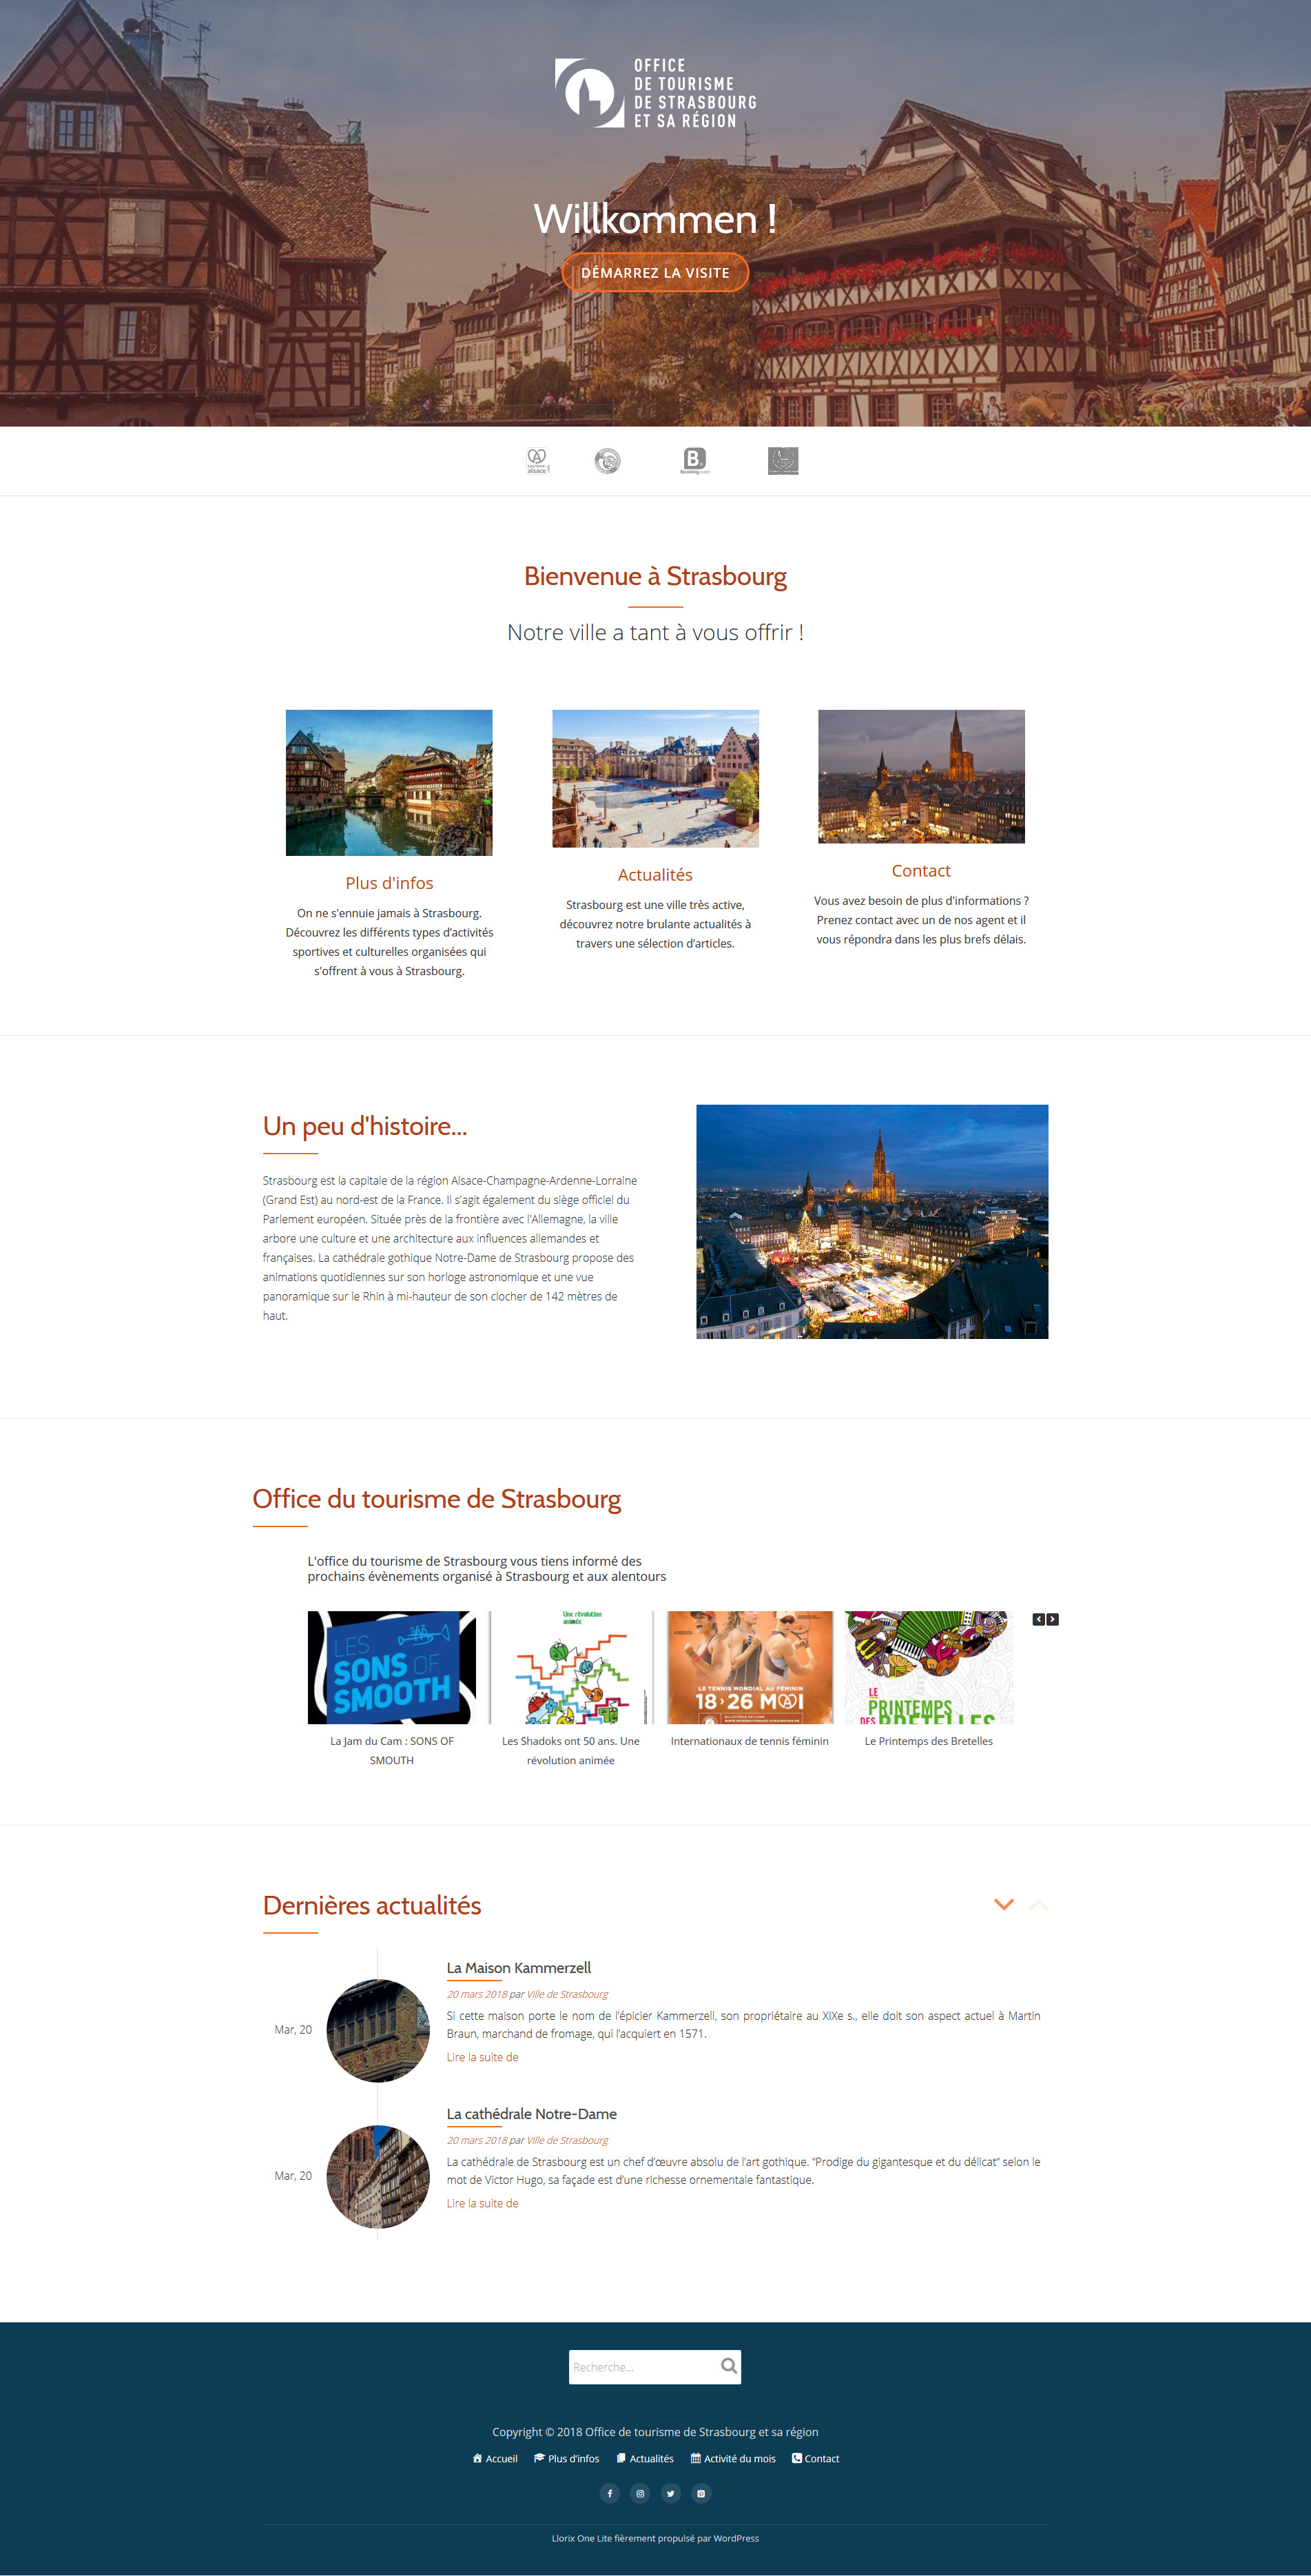 OFFICE
DE TOURISME
DE STRASBOURG
ET SA RÉGION
Willkommen !
DÉMARREZ LA VISITE
alsace
B.
Booking.com
Bienvenue à Strasbourg
Notre ville a tant à vous offrir !
Plus d'infos
On ne s'ennuie jamais à Strasbourg.
Découvrez les différents types d’activités
sportives et culturelles organisées qui
s'offrent à vous à Strasbourg.
Actualités
Strasbourg est une ville très active,
découvrez notre brulante actualités à
travers une sélection d’articles.
Contact
Vous avez besoin de plus d'informations ?
Prenez contact avec un de nos agent et il
vous répondra dans les plus brefs délais.
Un peu d'histoire...
Strasbourg est la capitale de la région Alsace-Champagne-Ardenne-Lorraine
(Grand Est) au nord-est de la France. Il s'agit également du siège officiel du
Parlement européen. Située près de la frontière avec l'Allemagne, la ville
arbore une culture et une architecture aux influences allemandes et
françaises. La cathédrale gothique Notre-Dame de Strasbourg propose des
animations quotidiennes sur son horloge astronomique et une vue
panoramique sur le Rhin à mi-hauteur de son clocher de 142 mètres de
haut.
Office du tourisme de Strasbourg
L'office du tourisme de Strasbourg vous tiens informé des
prochains évènements organisé à Strasbourg et aux alentours
LES
SONS OF
SMOOTH
Une révolution
animée
LE TENNIS MONDIAL AU FÉMININ
18>26 MAI
LE
PRINTEMPS
DES BRETELLES
La Jam du Cam : SONS OF
SMOUTH
Les Shadoks ont 50 ans. Une
révolution animée
Internationaux de tennis féminin
Le Printemps des Bretelles
Dernières actualités
Mar, 20
La Maison Kammerzell
20 mars 2018 par Ville de Strasbourg
Si cette maison porte le nom de l’épicier Kammerzell, son propriétaire au XIXe s., elle doit son aspect actuel à Martin
Braun, marchand de fromage, qui l’acquiert en 1571.
Lire la suite de
Mar, 20
La cathédrale Notre-Dame
20 mars 2018 par Ville de Strasbourg
La cathédrale de Strasbourg est un chef d’œuvre absolu de l’art gothique. “Prodige du gigantesque et du délicat” selon le
mot de Victor Hugo, sa façade est d’une richesse ornementale fantastique.
Lire la suite de
Recherche...
Copyright © 2018 Office de tourisme de Strasbourg et sa région
Accueil Plus d’infos Actualités Activité du mois Contact
Llorix One Lite fièrement propulsé par WordPress